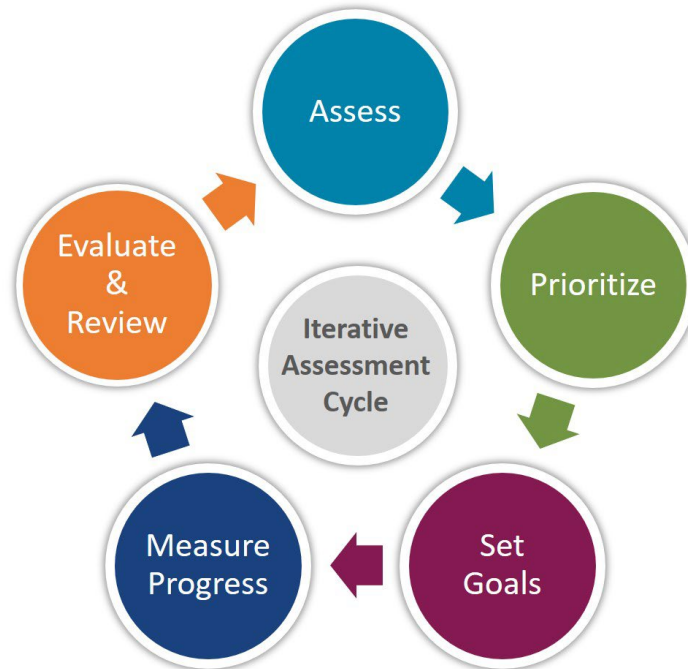 Assess
Prioritize
Set
Goals
Measure
Progress
Evaluate
&
Review
Iterative
Assessment
Cycle